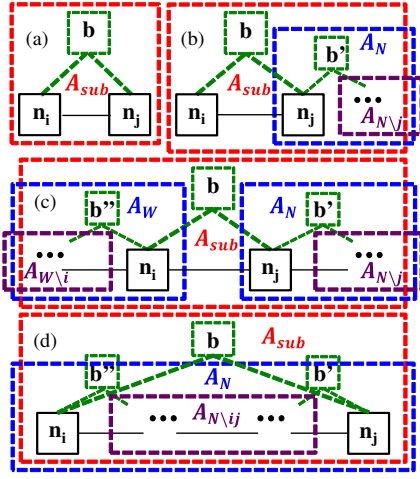 (a) b
A_sub
n_i n_j
(b) b A_N
b'
A_sub
n_i n_j ••• A_N\j
(c) b
b'' A_W A_N b'
••• A_sub •••
A_W\i n_i n_j A_N\j
(d) b A_sub
b'' A_N b'
n_i ••• A_N\ij ••• n_j